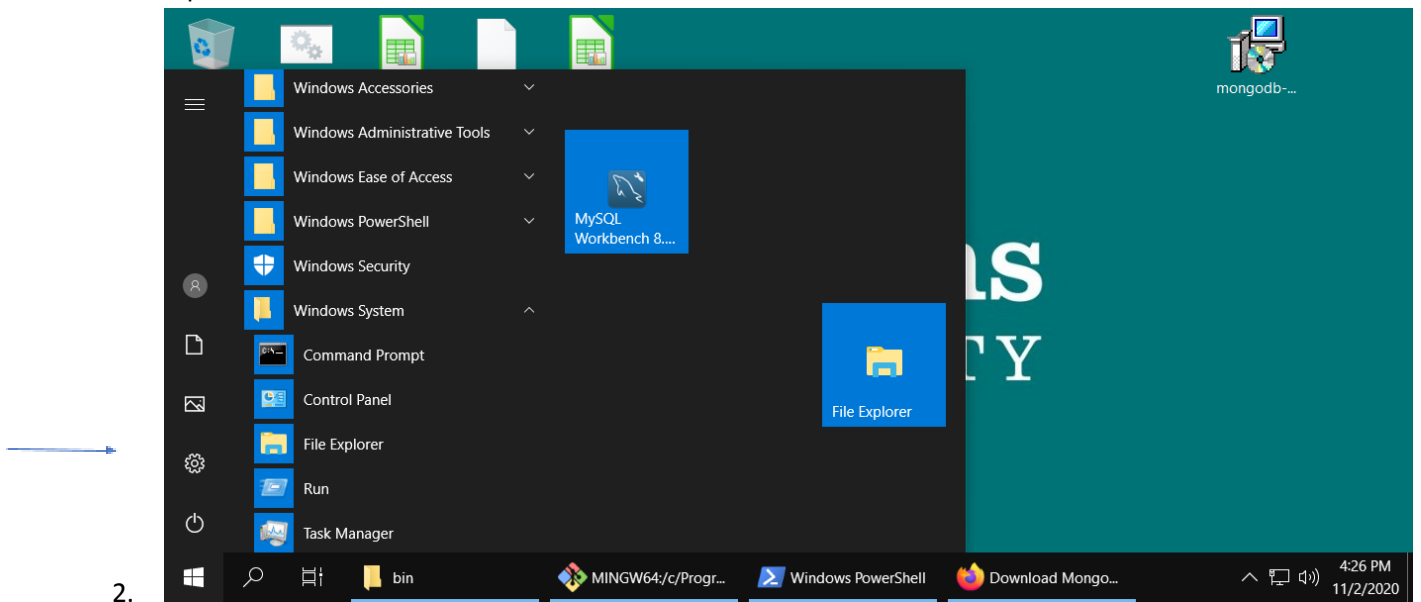 mongodb-...
Windows Accessories
Windows Administrative Tools
Windows Ease of Access
Windows PowerShell
Windows Security
Windows System
Command Prompt
Control Panel
File Explorer
Run
Task Manager
MySQL
Workbench 8....
File Explorer
bin
MINGW64:/c/Progr...
Windows PowerShell
Download Mongo...
4:26 PM
11/2/2020
2.